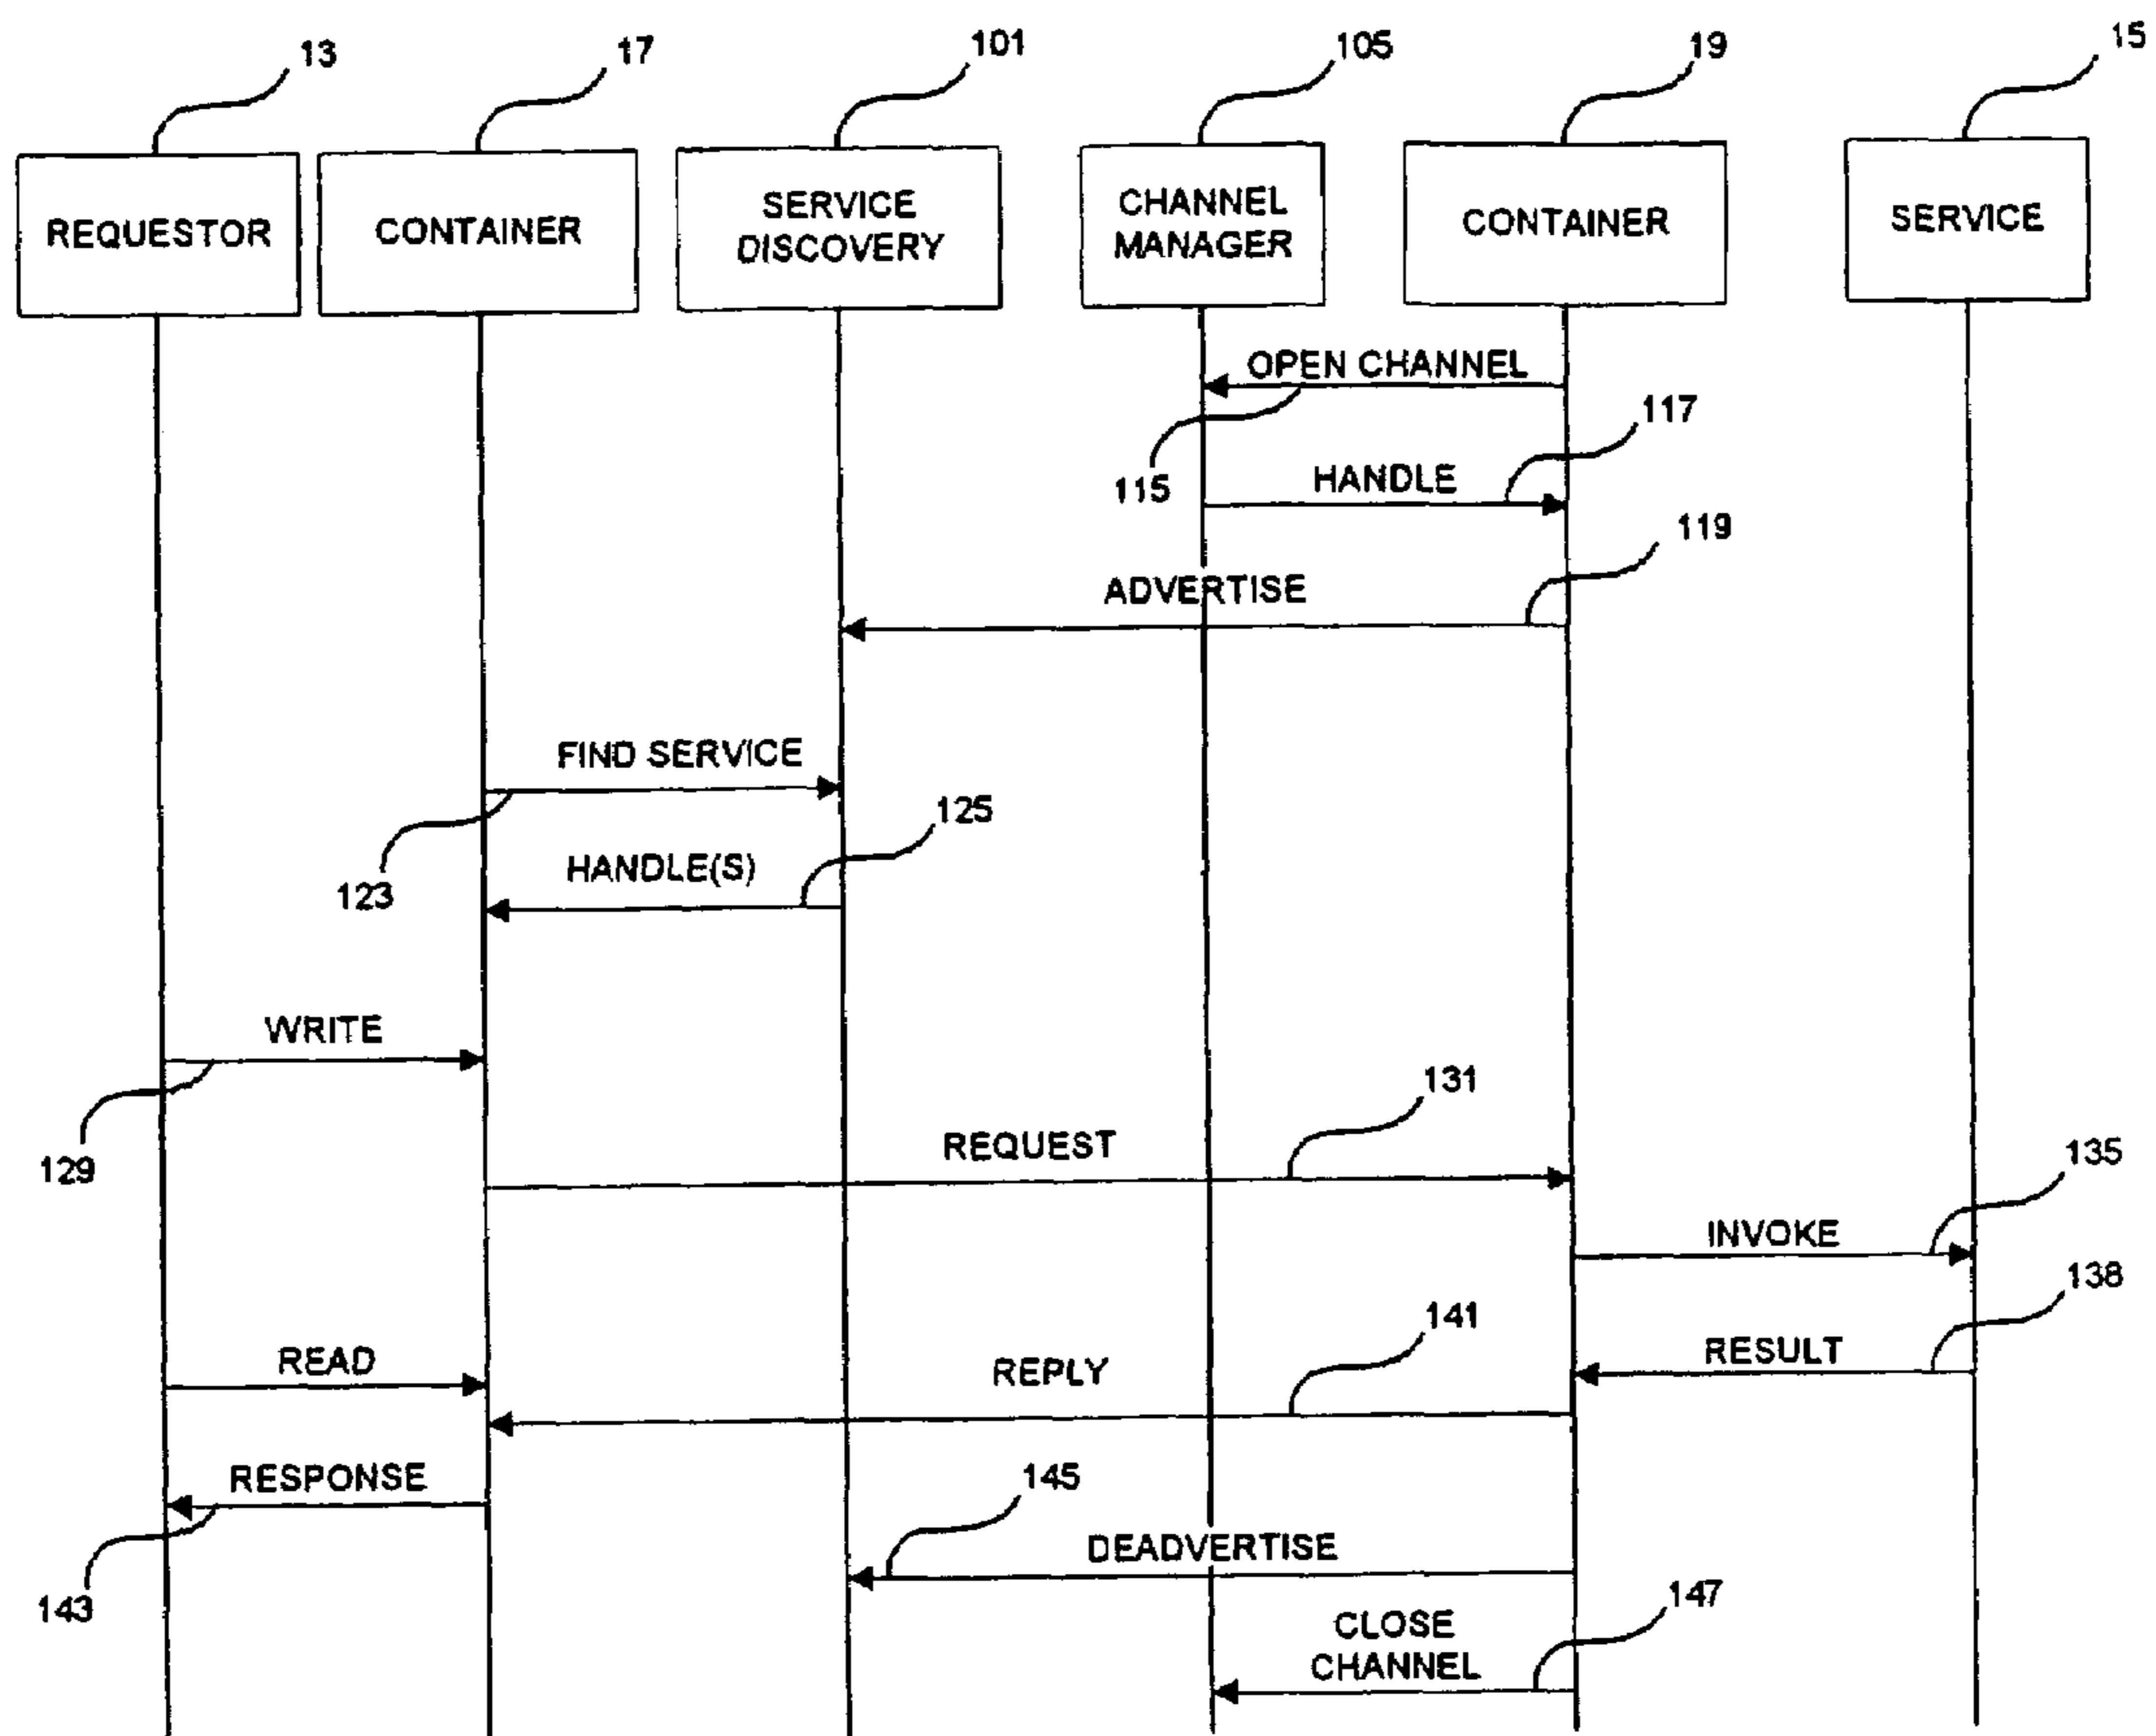 13
17
101
105
19
15
REQUESTOR
CONTAINER
SERVICE
DISCOVERY
CHANNEL
MANAGER
CONTAINER
SERVICE
OPEN CHANNEL
115
117
HANDLE
119
ADVERTISE
FIND SERVICE
123
125
HANDLE(S)
WRITE
129
131
REQUEST
135
INVOKE
138
RESULT
READ
141
REPLY
RESPONSE
143
145
DEADVERTISE
147
CLOSE
CHANNEL